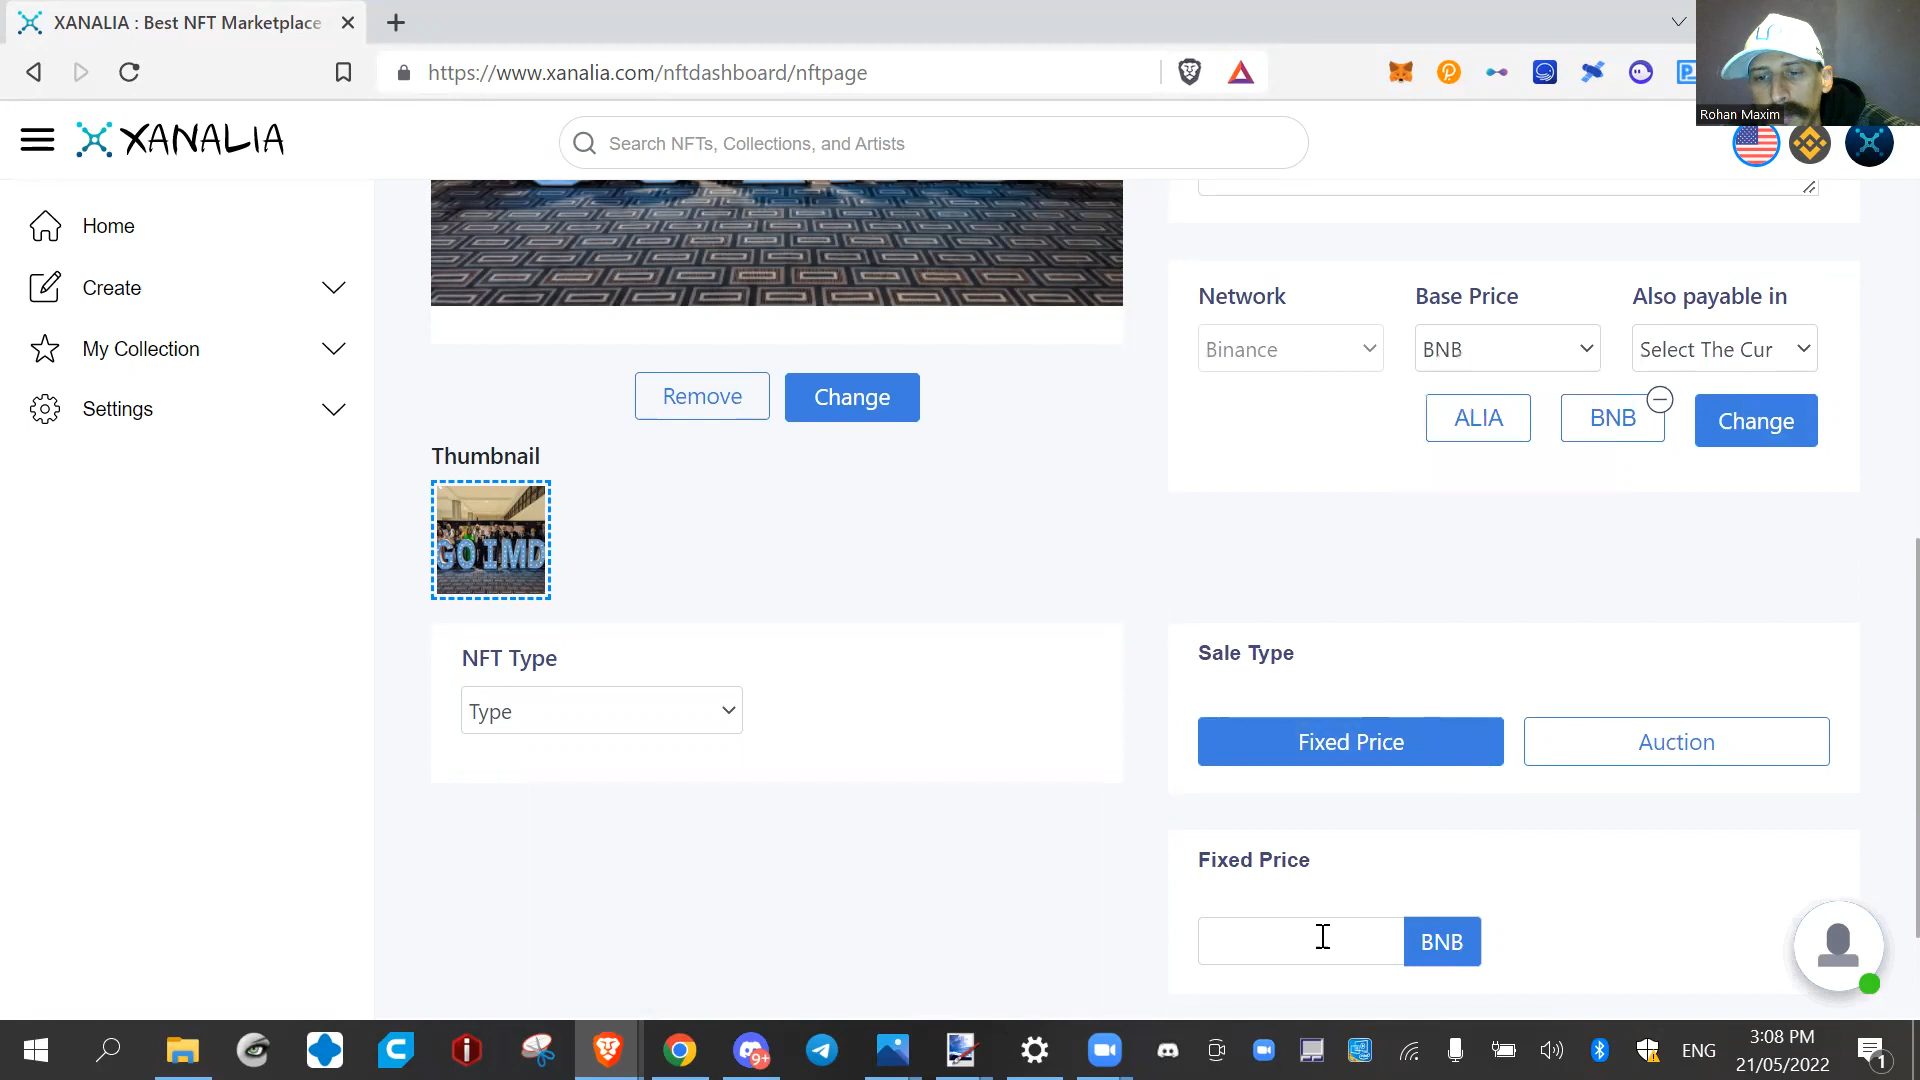 XANALIA : Best NFT Marketplace
https://www.xanalia.com/nftdashboard/nftpage
Rohan Maxim
XANALIA
Search NFTs, Collections, and Artists
Home
Create
My Collection
Settings
Remove
Change
Thumbnail
GOIMD
NFT Type
Type
Network
Base Price
Also payable in
Binance
BNB
Select The Cur
ALIA
BNB
Change
Sale Type
Fixed Price
Auction
Fixed Price
BNB
9+
ENG
3:08 PM
21/05/2022
1